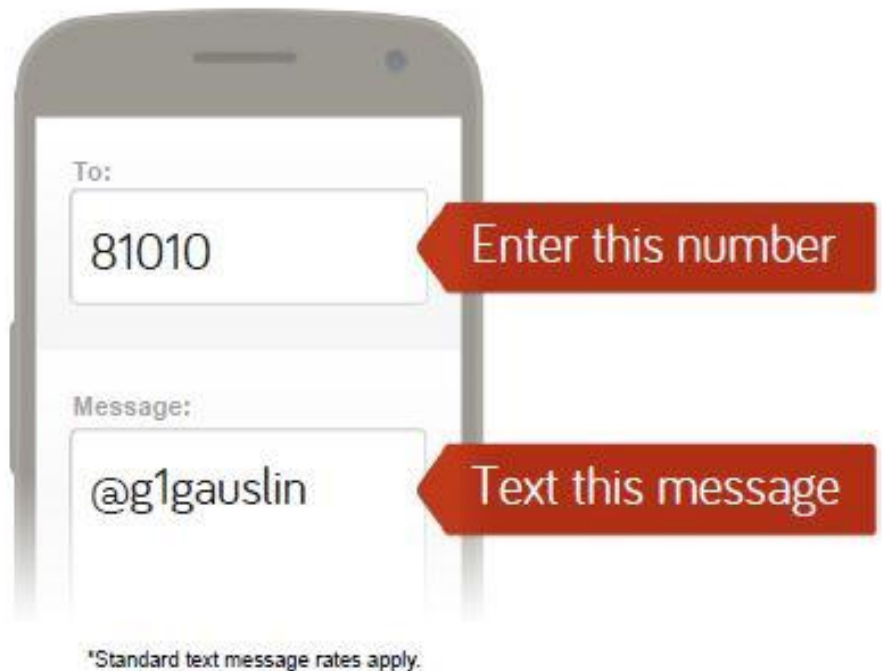 To:
81010
Enter this number
Message:
@g1gauslin
Text this message
*Standard text message rates apply.